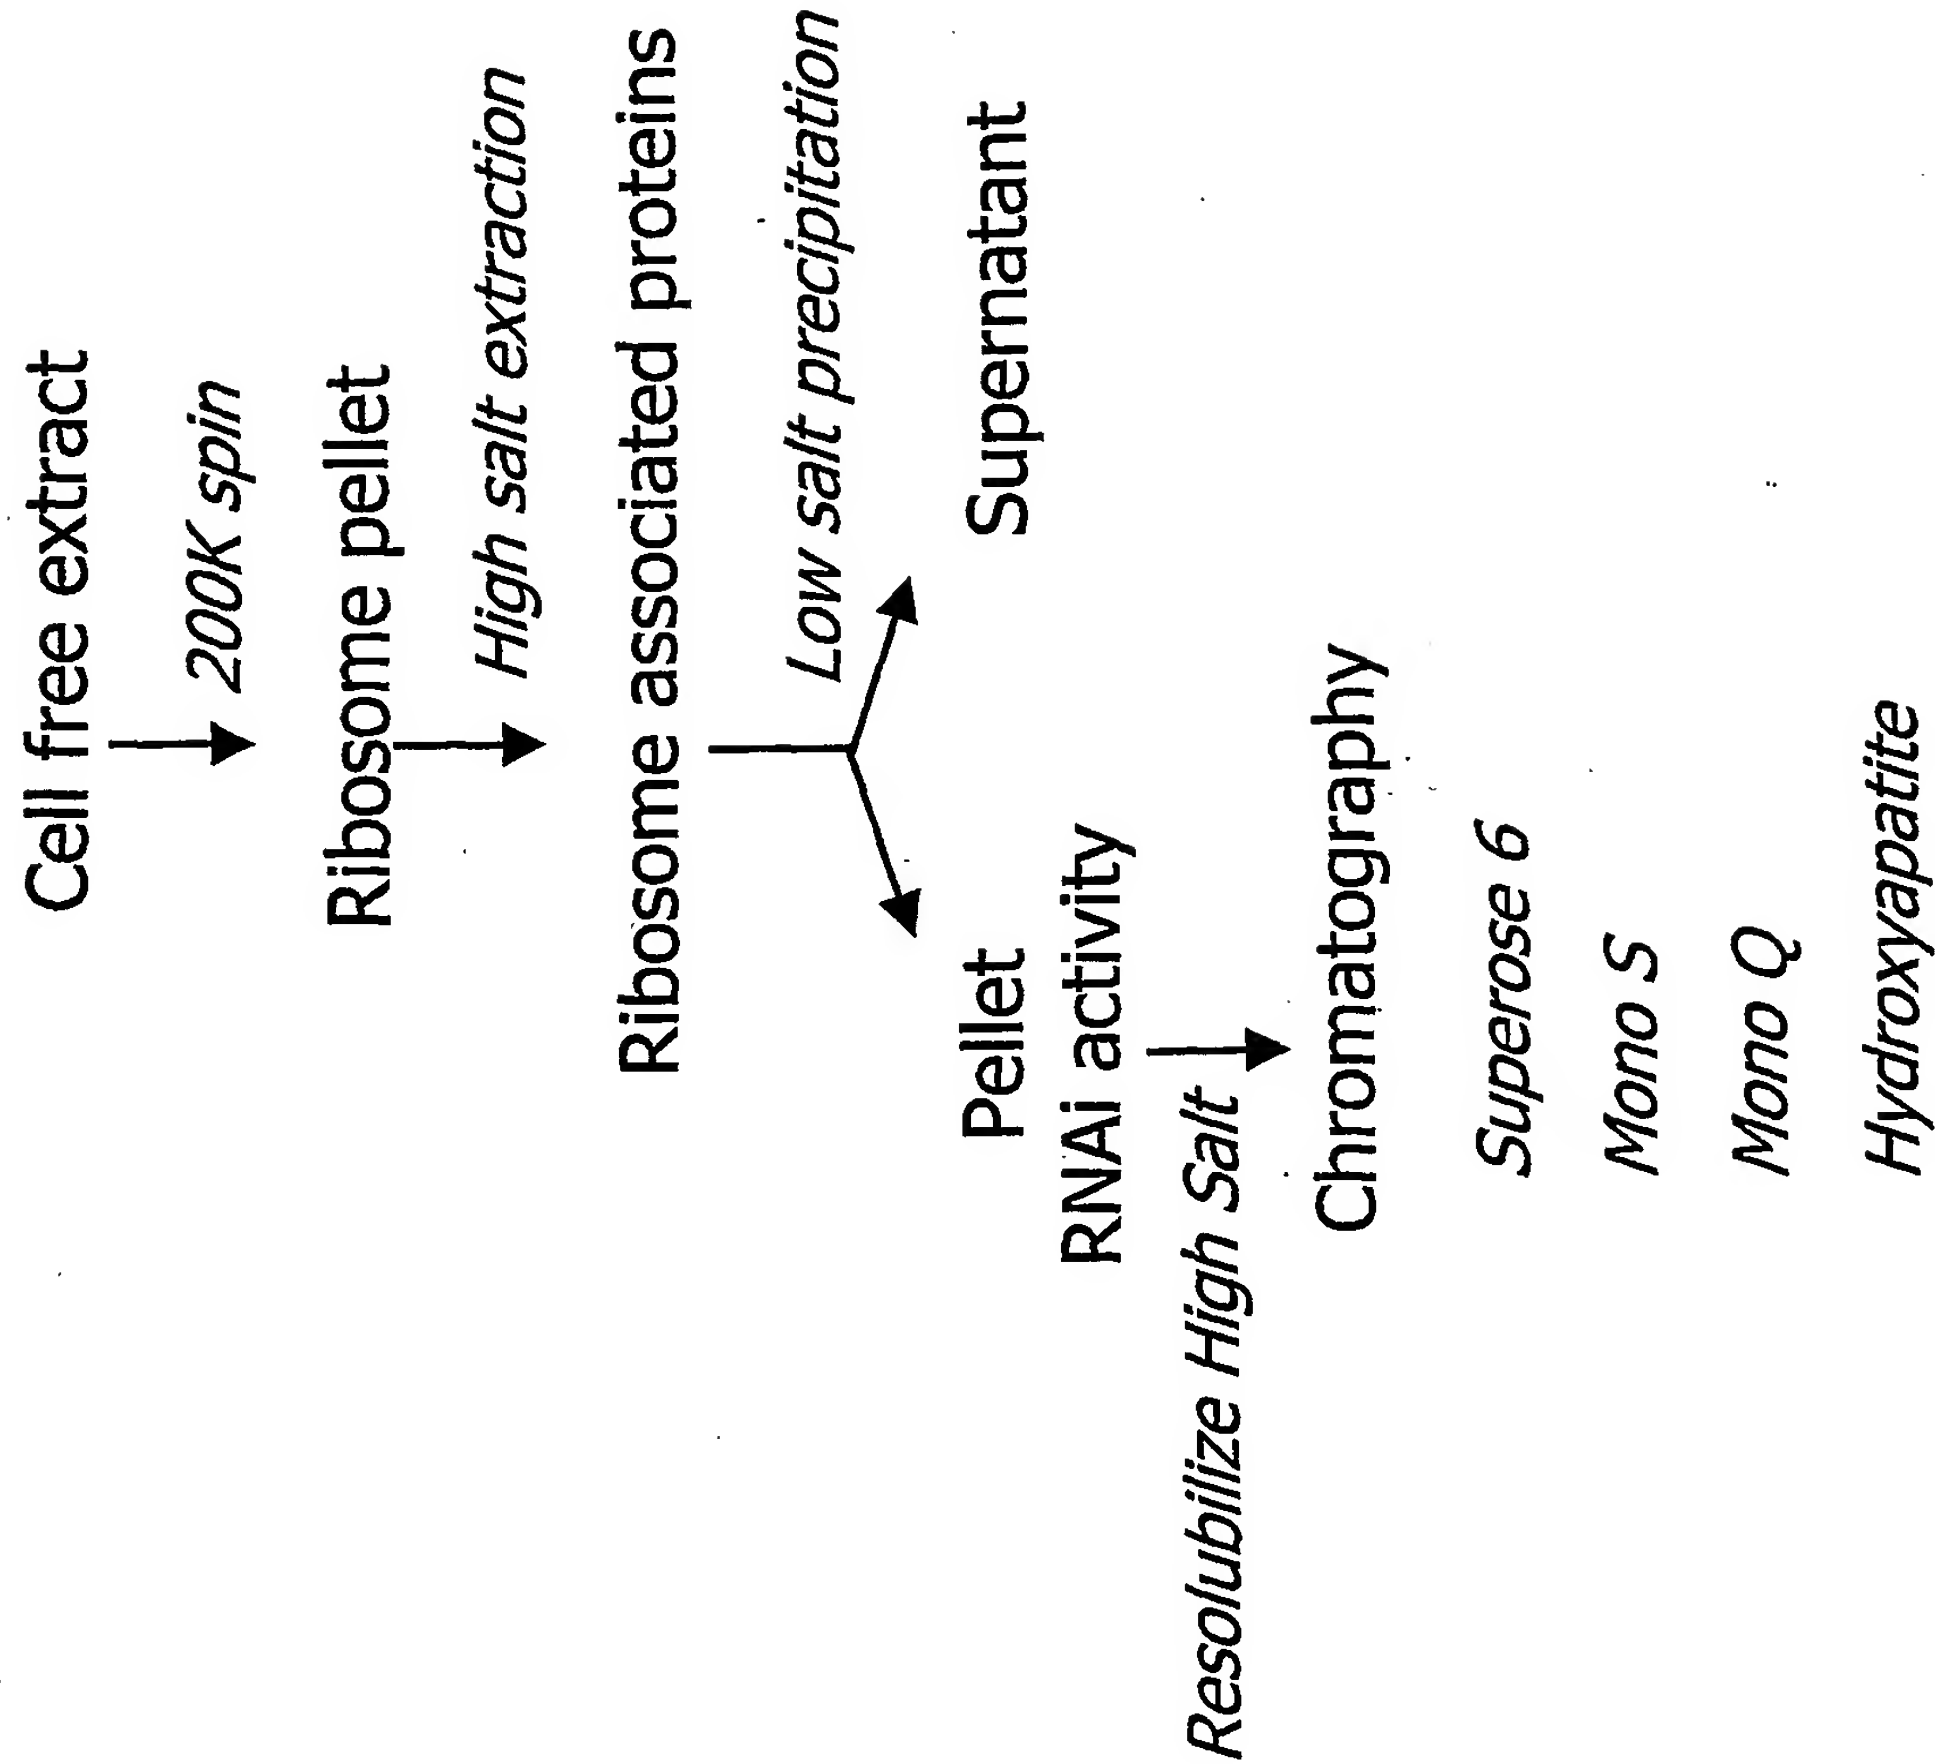 Cell free extract
200K spin
Ribosome pellet
High salt extraction
Ribosome associated proteins
Low salt precipitation
Pellet
Supernatant
RNAi activity
Resolubilize High Salt
Chromatography
Superose 6
Mono S
Mono Q
Hydroxyapatite